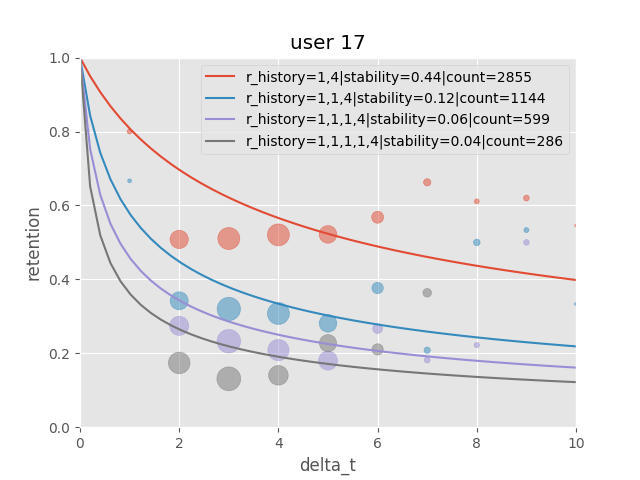 user 17
r_history=1,4|stability=0.44|count=2855
r_history=1,1,4|stability=0.12|count=1144
r_history=1,1,1,4|stability=0.06|count=599
r_history=1,1,1,1,4|stability=0.04|count=286
retention
1.0
0.8
0.6
0.4
0.2
0.0
0 2 4 6 8 10
delta_t